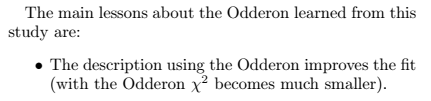 The main lessons about the Odderon learned from this
study are:
• The description using the Odderon improves the fit
(with the Odderon χ² becomes much smaller).